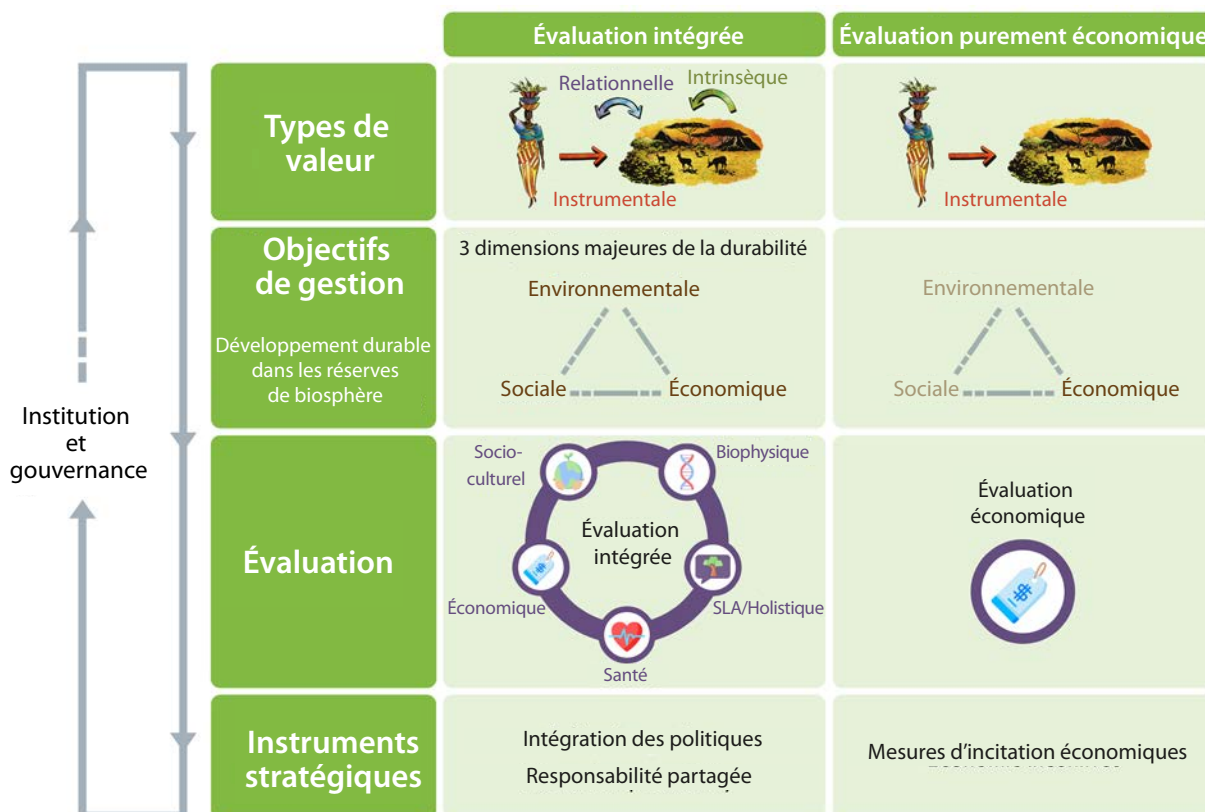 Évaluation intégrée
Évaluation purement économique
Types de
valeur
Relationnelle
Intrinsèque
Instrumentale
Instrumentale
Objectifs
de gestion
Développement durable
dans les réserves
de biosphère
3 dimensions majeures de la durabilité
Environnementale
Sociale
Économique
Environnementale
Sociale
Économique
Institution
et
gouvernance
Évaluation
Socio-
culturel
Biophysique
Évaluation
intégrée
Économique
SLA/Holistique
Santé
Évaluation
économique
Instruments
stratégiques
Intégration des politiques
Responsabilité partagée
Mesures d’incitation économiques